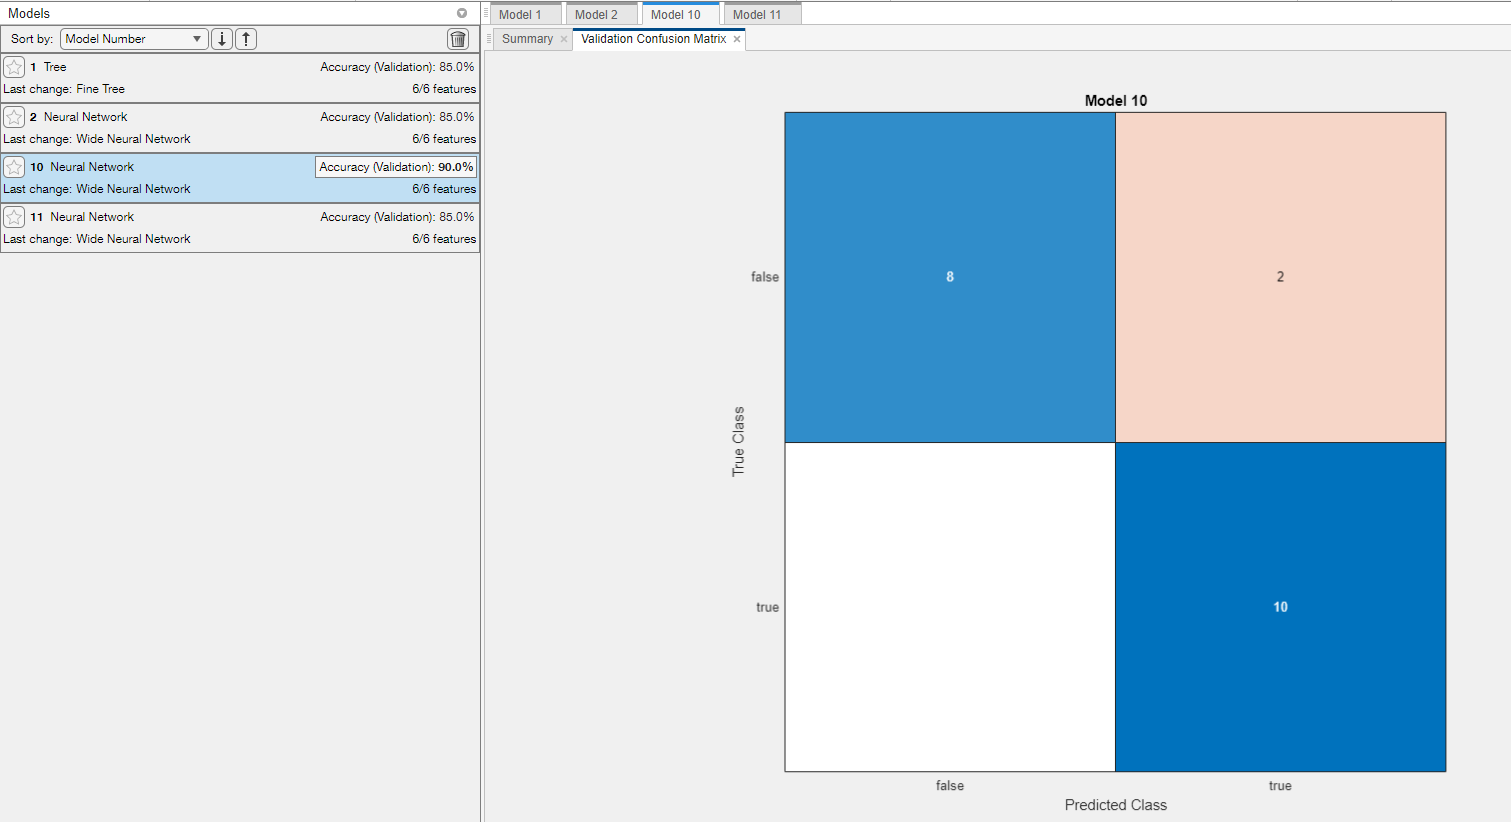 Models
Sort by: Model Number
1 Tree Accuracy (Validation): 85.0%
Last change: Fine Tree 6/6 features
2 Neural Network Accuracy (Validation): 85.0%
Last change: Wide Neural Network 6/6 features
10 Neural Network Accuracy (Validation): 90.0%
Last change: Wide Neural Network 6/6 features
11 Neural Network Accuracy (Validation): 85.0%
Last change: Wide Neural Network 6/6 features
Model 1 Model 2 Model 10 Model 11
Summary Validation Confusion Matrix
Model 10
false 8 2
True Class
true 10
false true
Predicted Class